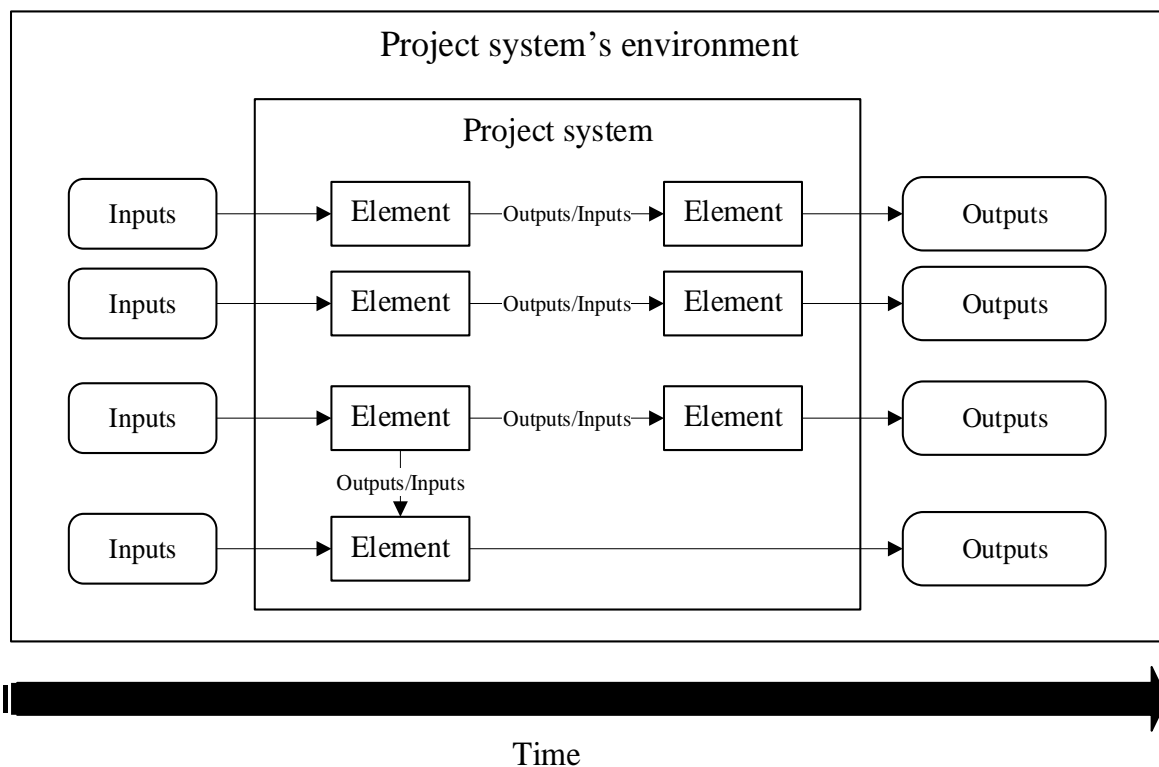 Project system’s environment
Project system
Inputs Element Outputs/Inputs Element Outputs
Inputs Element Outputs/Inputs Element Outputs
Inputs Element Outputs/Inputs Element Outputs
Outputs/Inputs
Inputs Element Outputs
Time